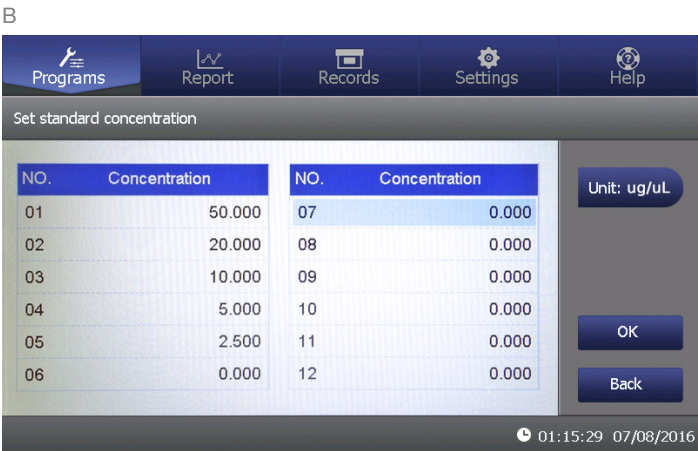 B
Programs Report Records Settings Help
Set standard concentration
NO. Concentration NO. Concentration
Unit: ug/uL
01 50.000 07 0.000
02 20.000 08 0.000
03 10.000 09 0.000
04 5.000 10 0.000
05 2.500 11 0.000
06 0.000 12 0.000
OK
Back
01:15:29 07/08/2016